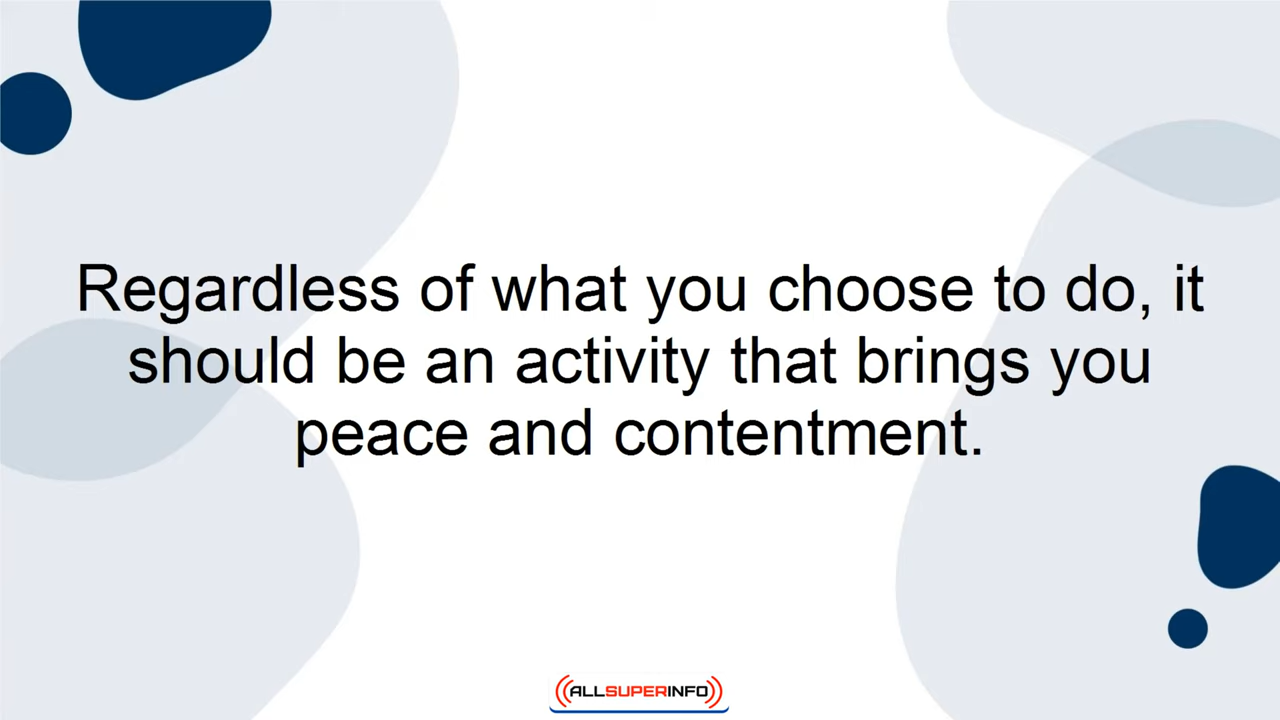 Regardless of what you choose to do, it
should be an activity that brings you
peace and contentment.
ALLSUPERINFO